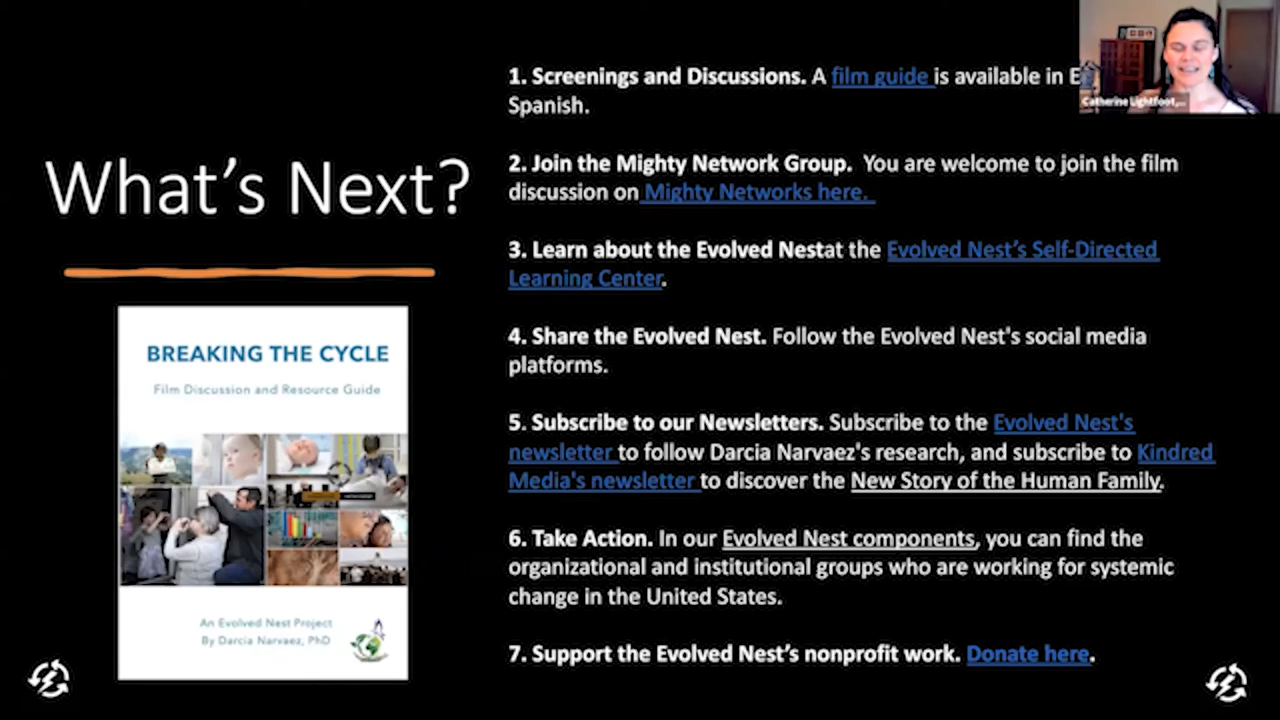 What's Next?
BREAKING THE CYCLE
Film Discussion and Resource Guide
An Evolved Nest Project
By Darcia Narvaez, PhD
1. Screenings and Discussions. A film guide is available in
Spanish.
2. Join the Mighty Network Group. You are welcome to join the film
discussion on Mighty Networks here.
3. Learn about the Evolved Nestat the Evolved Nest's Self-Directed
Learning Center.
4. Share the Evolved Nest. Follow the Evolved Nest's social media
platforms.
5. Subscribe to our Newsletters. Subscribe to the Evolved Nest's
newsletter to follow Darcia Narvaez's research, and subscribe to Kindred
Media's newsletter to discover the New Story of the Human Family.
6. Take Action. In our Evolved Nest components, you can find the
organizational and institutional groups who are working for systemic
change in the United States.
7. Support the Evolved Nest's nonprofit work. Donate here.
Catherine Lightfoot,...